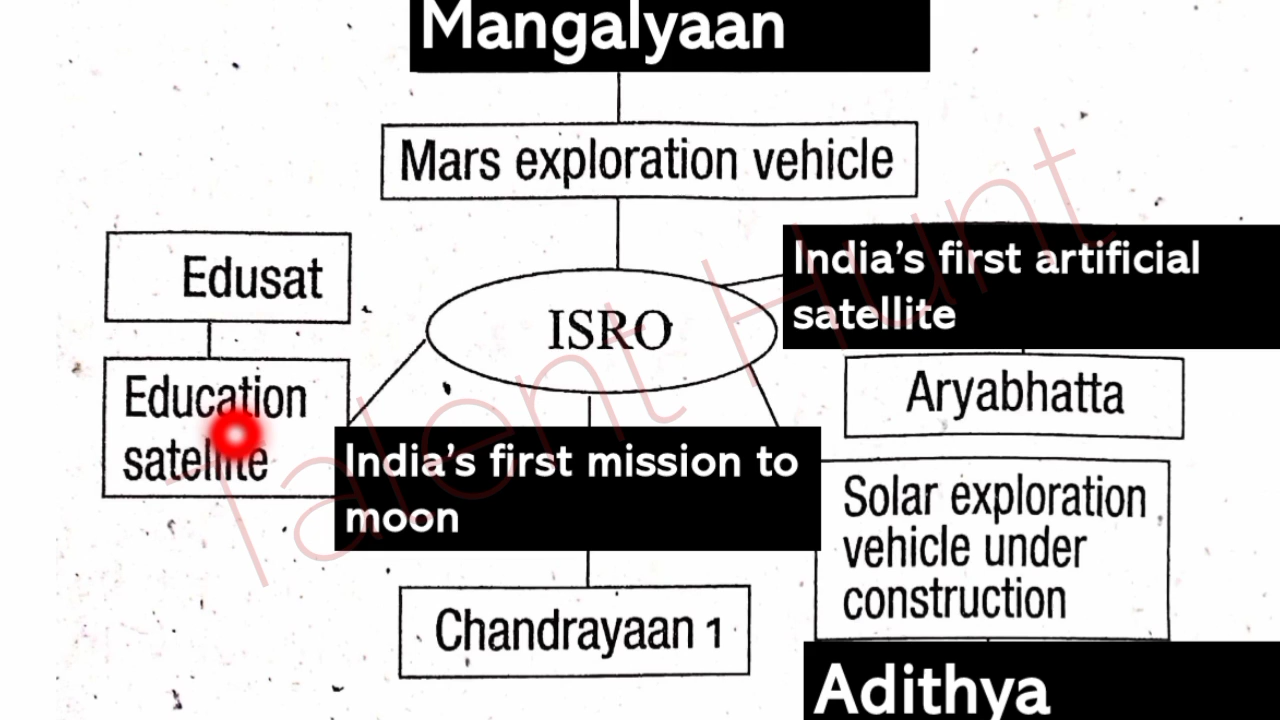 Mangalyaan
Mars exploration vehicle
Edusat
Education
satellite
ISRO
India's first artificial
satellite
Aryabhatta
India's first mission to
moon
Chandrayaan 1
Solar exploration
vehicle under
construction
Adithya
Talent Hunt